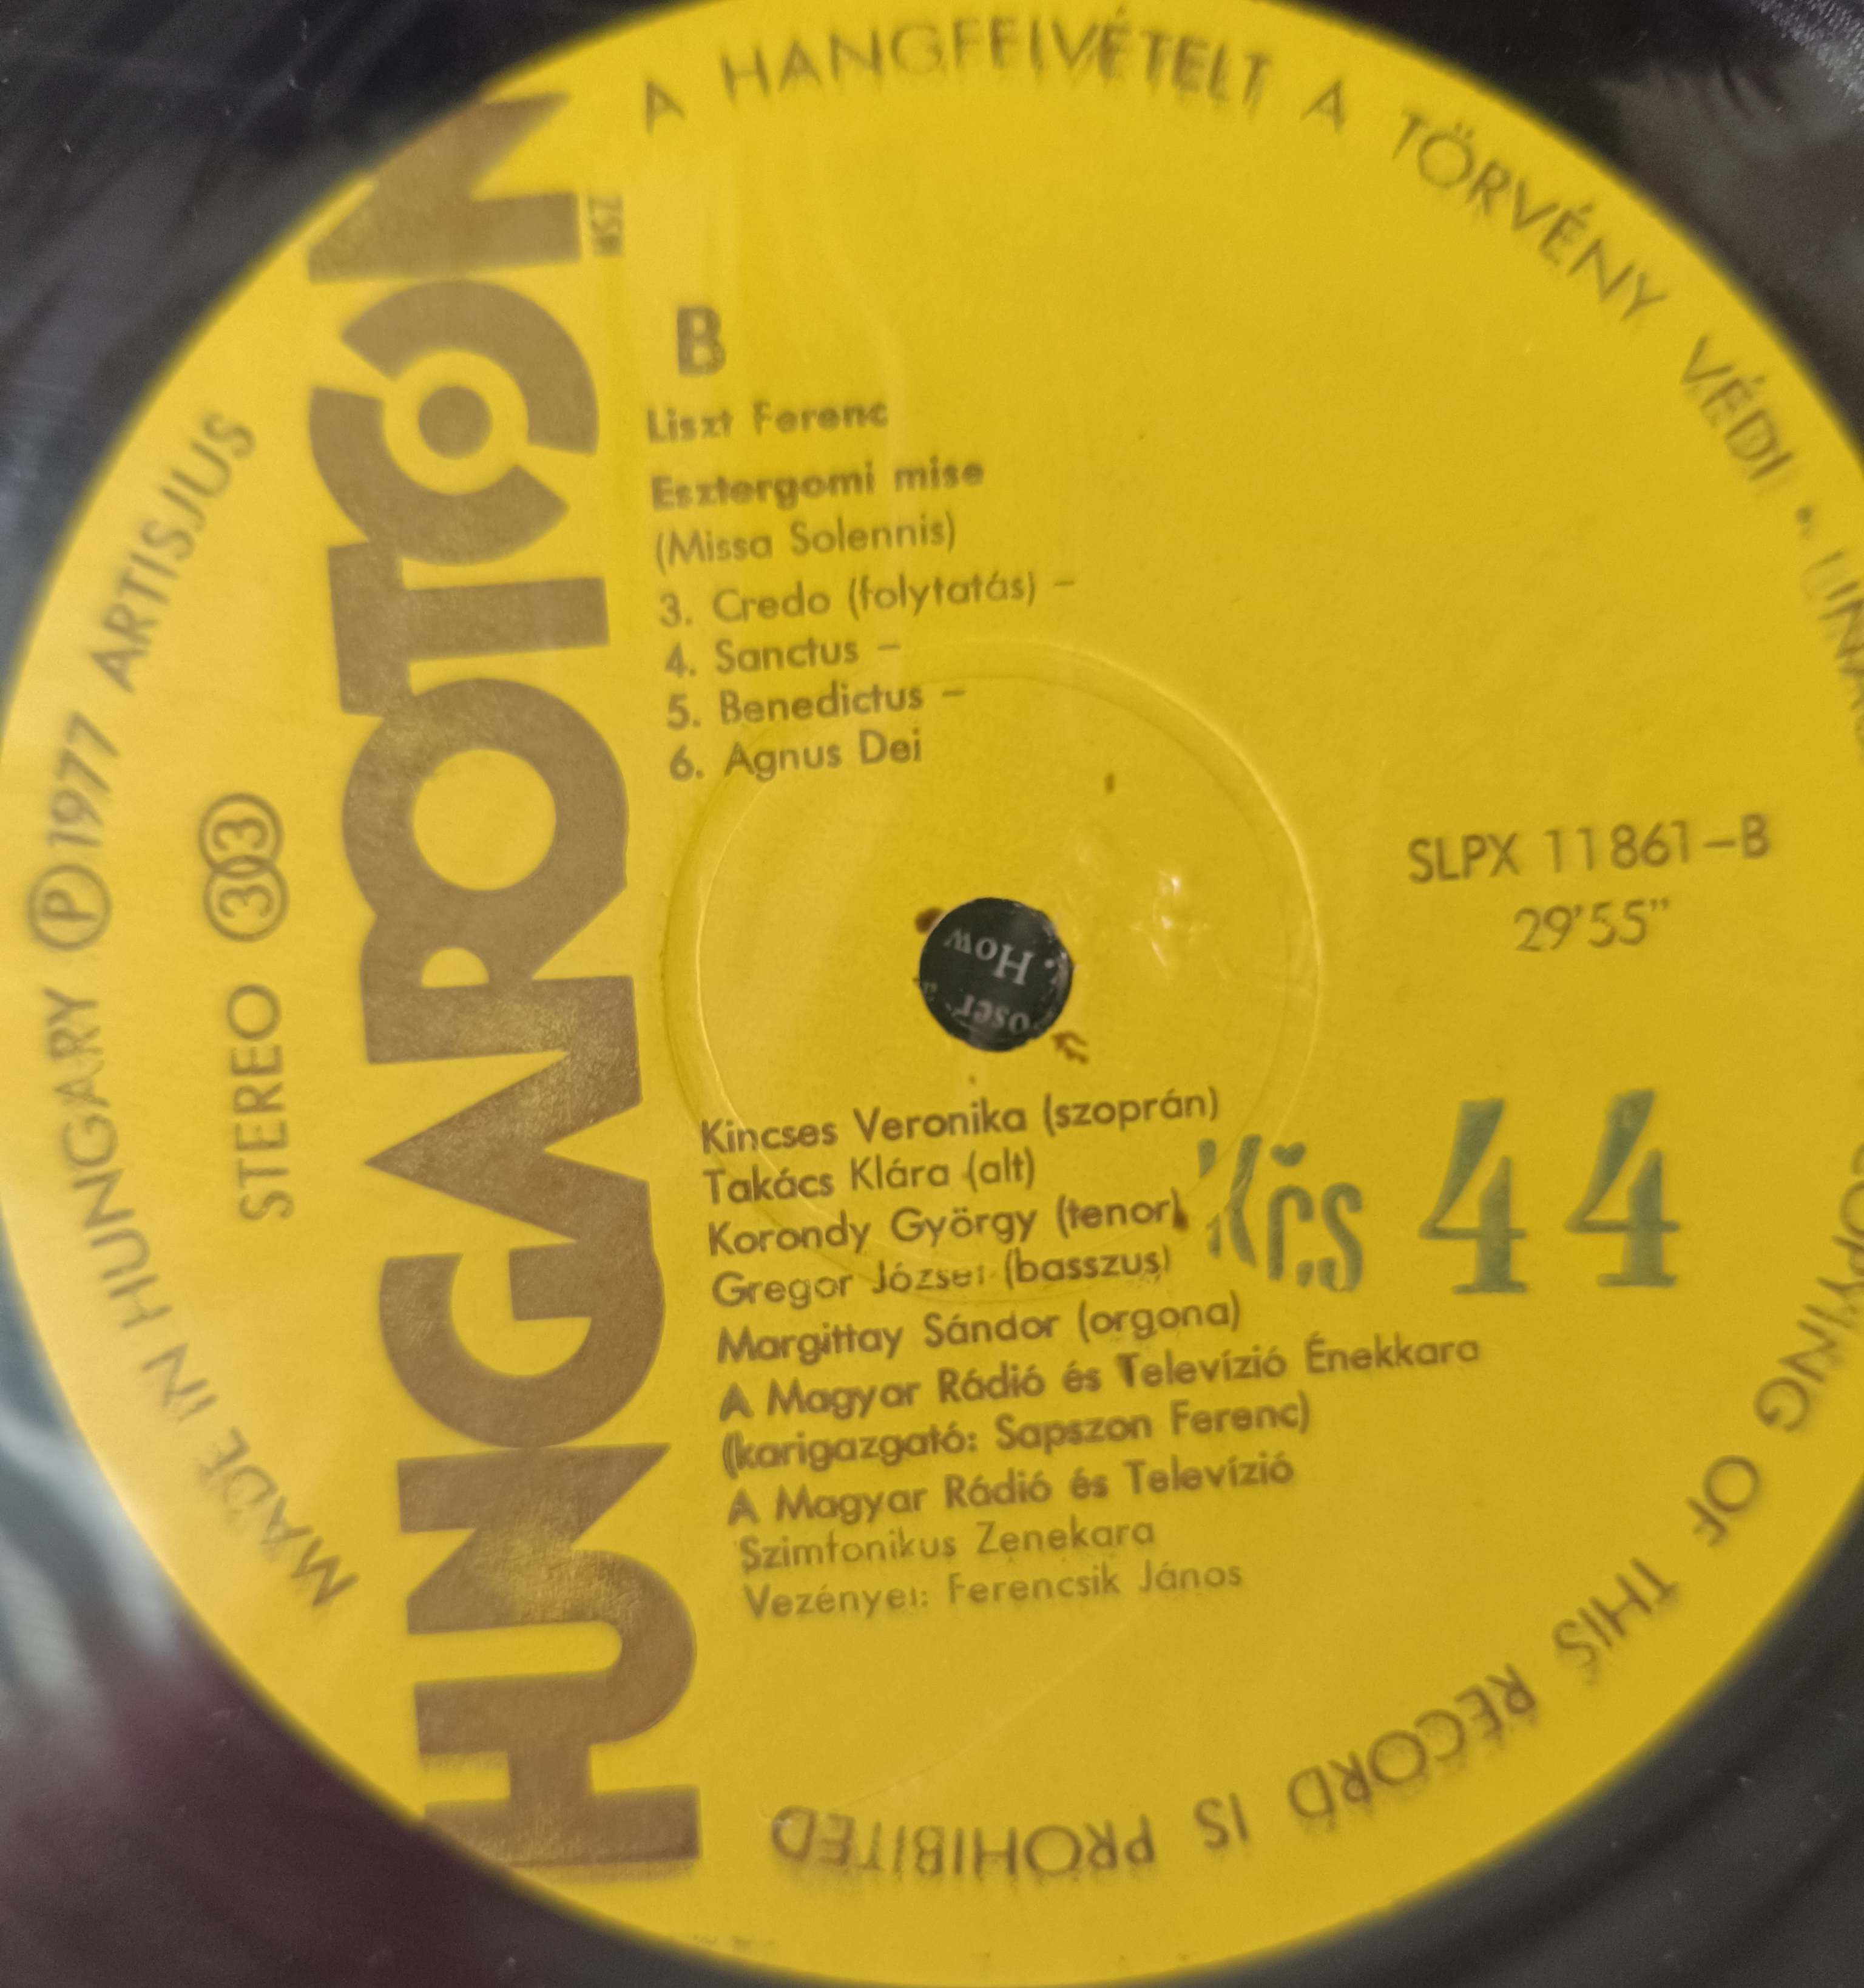 HUNGAROTON
B
Liszt Ferenc
Esztergomi mise
(Missa Solennis)
3. Credo (folytatás) –
4. Sanctus –
5. Benedictus –
6. Agnus Dei
SLPX 11861–B
29'55"
STEREO 33
Kincses Veronika (szoprán)
Takács Klára (alt)
Korondy György (tenor)
Gregor József (basszus)
Margittay Sándor (orgona)
A Magyar Rádió és Televízió Énekkara
(karigazgató: Sapszon Ferenc)
A Magyar Rádió és Televízió
Szimfonikus Zenekara
Vezényel: Ferencsik János
44
How
MADE IN HUNGARY Ⓟ 1977 ARTISJUS
A HANGFELVÉTELT A TÖRVÉNY VÉDI •
COPYING OF THIS RECORD IS PROHIBITED